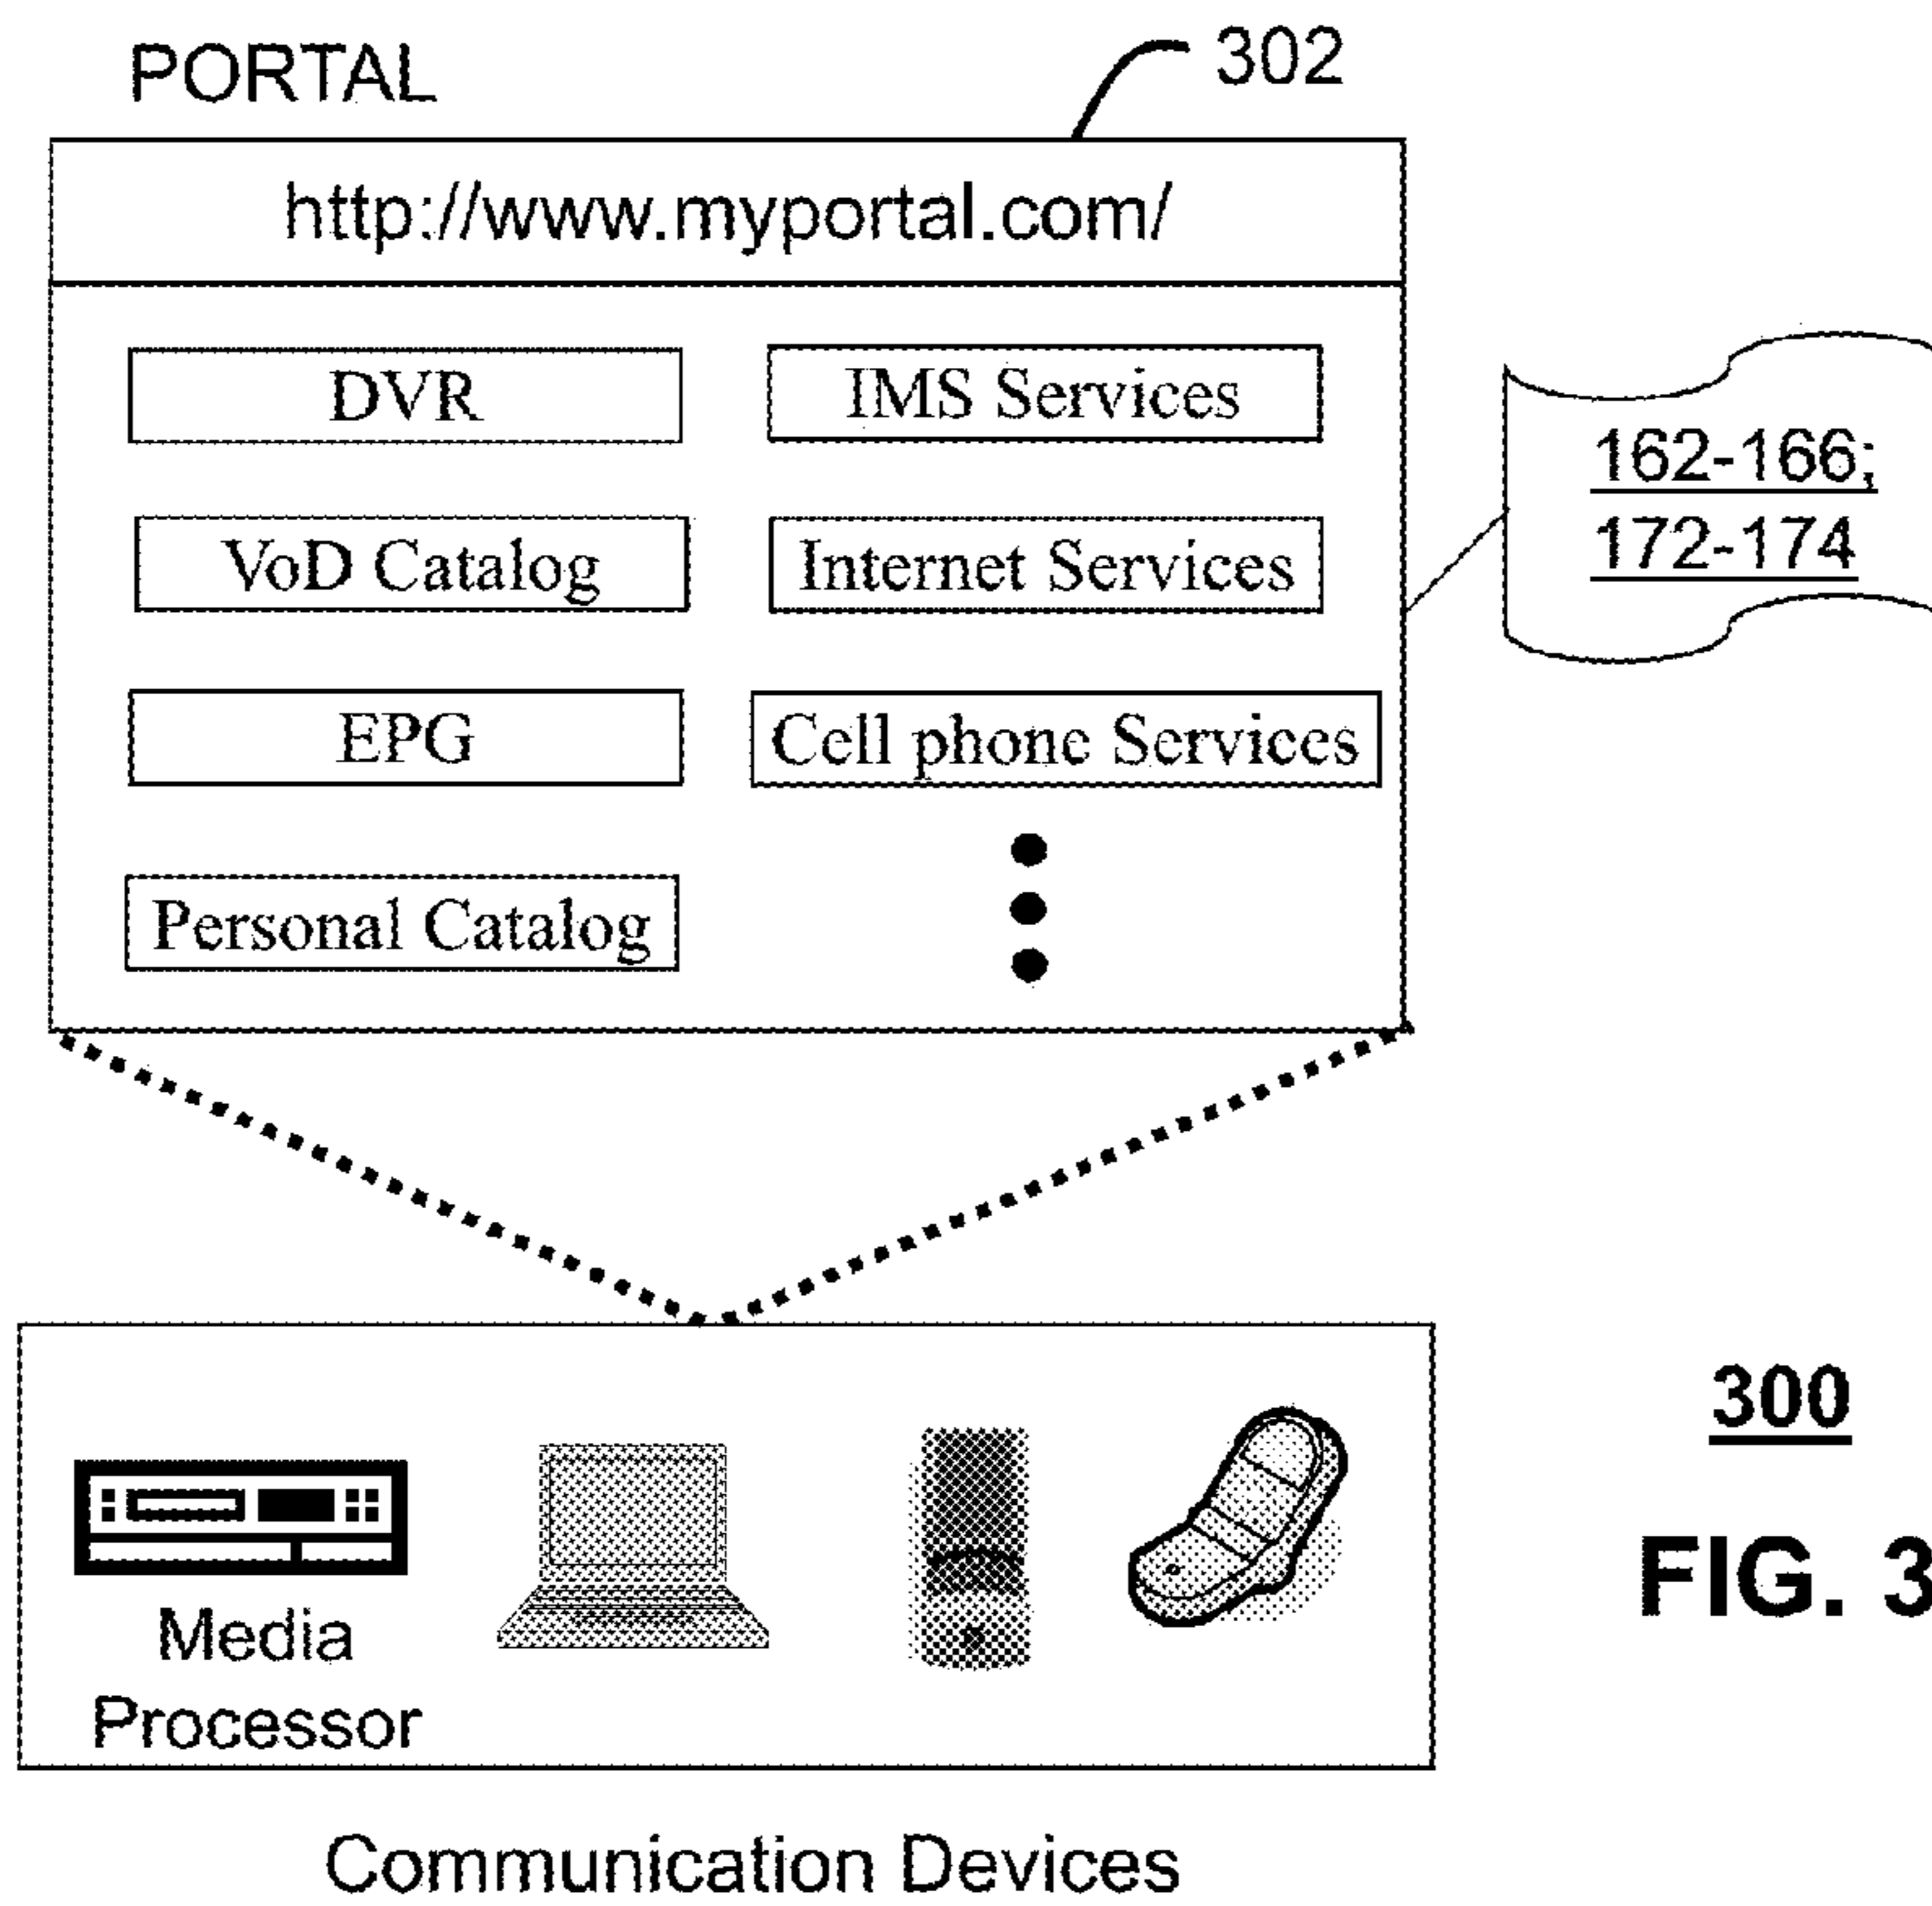 PORTAL
302
http://www.myportal.com/
DVR
IMS Services
VoD Catalog
Internet Services
EPG
Cell phone Services
Personal Catalog
162-166;
172-174
Media
Processor
Communication Devices
300
FIG. 3